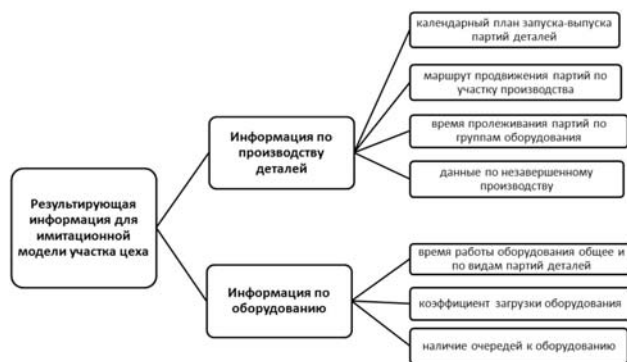 Результирующая
информация для
имитационной
модели участка цеха
Информация по
производству
деталей
календарный план запуска-выпуска
партий деталей
маршрут продвижения партий по
участку производства
время пролеживания партий по
группам оборудования
данные по незавершенному
производству
Информация по
оборудованию
время работы оборудования общее и
по видам партий деталей
коэффициент загрузки оборудования
наличие очередей к оборудованию